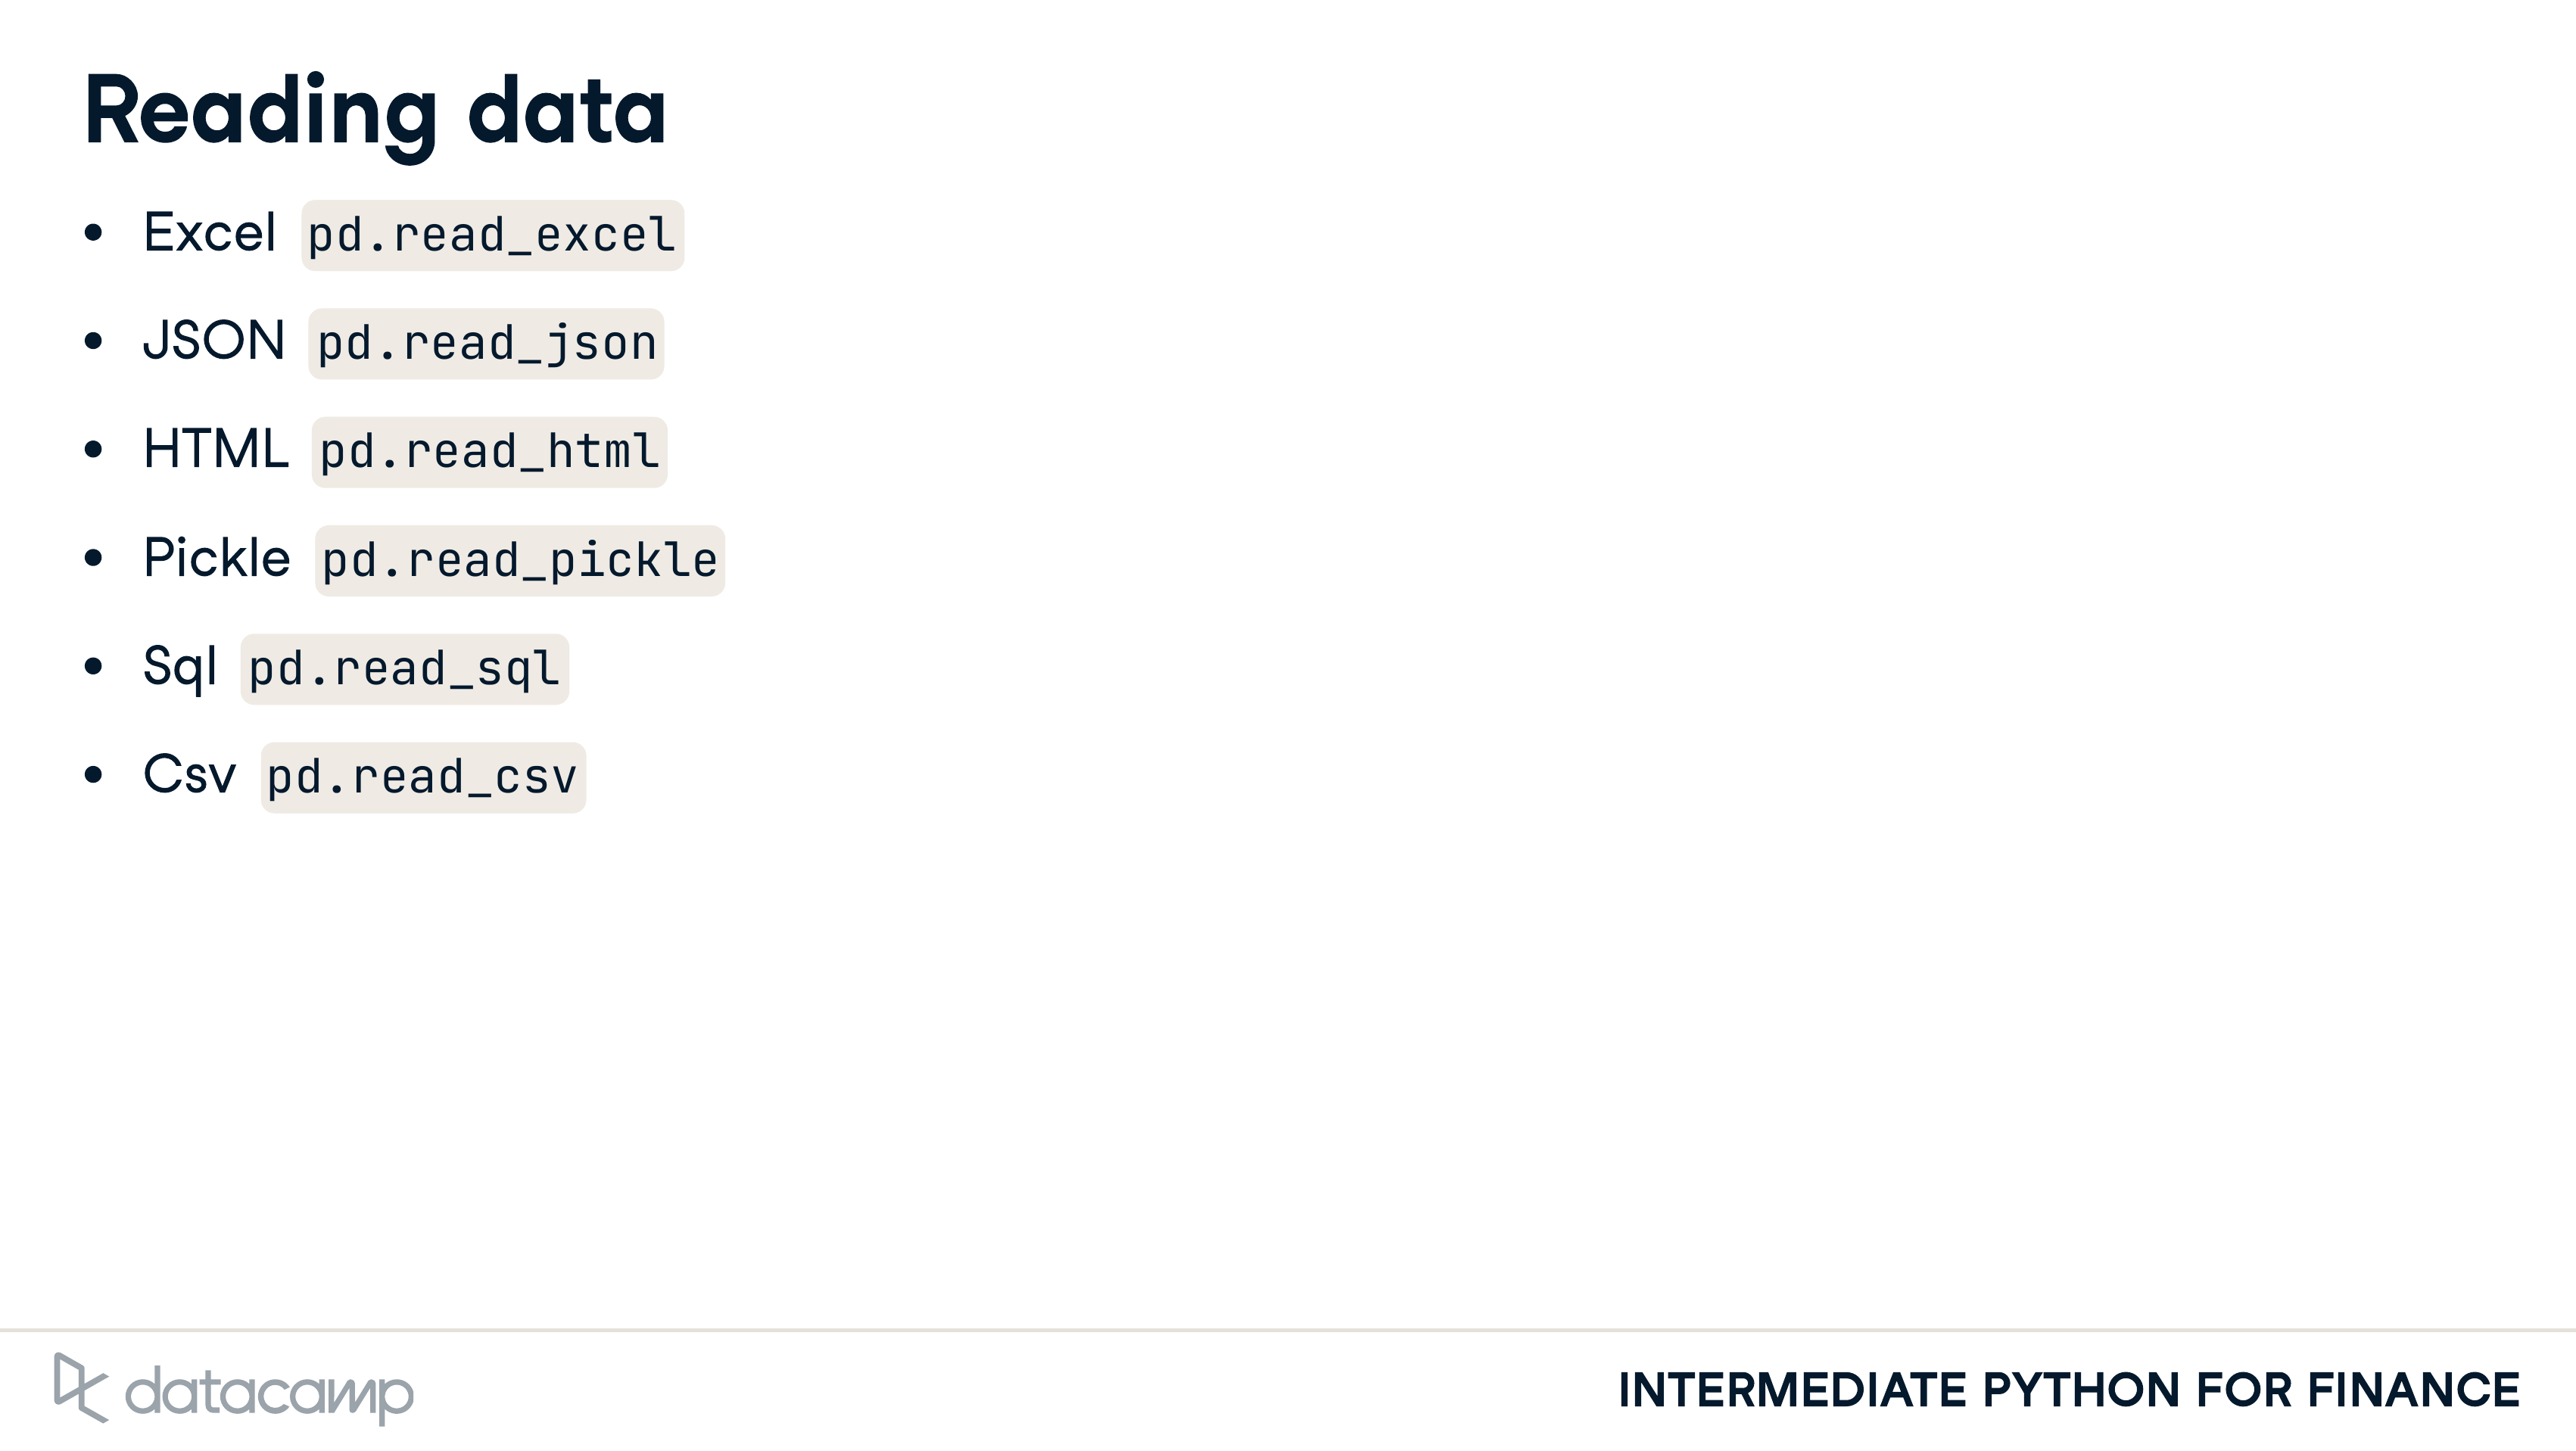 Reading data
• Excel pd.read_excel
• JSON pd.read_json
• HTML pd.read_html
• Pickle pd.read_pickle
• Sql pd.read_sql
• Csv pd.read_csv
datacamp
INTERMEDIATE PYTHON FOR FINANCE